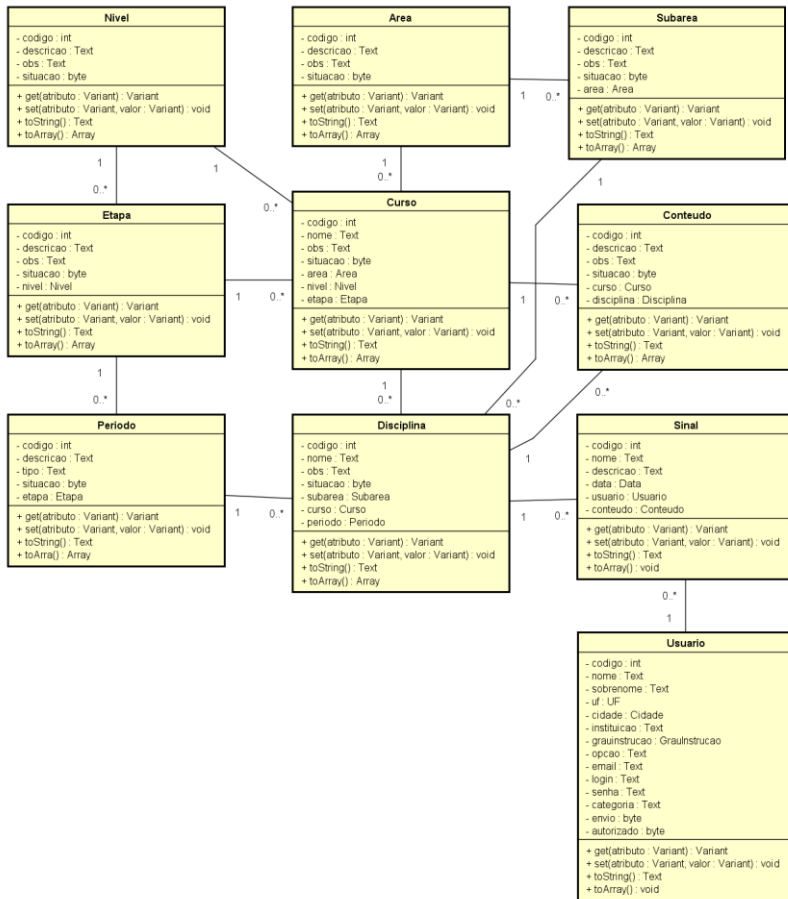 Nivel
- codigo : int
- descricao : Text
- obs : Text
- situacao : byte
+ get(atributo : Variant) : Variant
+ set(atributo : Variant, valor : Variant) : void
+ toString() : Text
+ toArray() : Array
Area
- codigo : int
- descricao : Text
- obs : Text
- situacao : byte
+ get(atributo : Variant) : Variant
+ set(atributo : Variant, valor : Variant) : void
+ toString() : Text
+ toArray() : Array
Subarea
- codigo : int
- descricao : Text
- obs : Text
- situacao : byte
- area : Area
+ get(atributo : Variant) : Variant
+ set(atributo : Variant, valor : Variant) : void
+ toString() : Text
+ toArray() : Array
1
0..*
1
0..*
1
0..*
1
0..*
1
Etapa
- codigo : int
- descricao : Text
- obs : Text
- situacao : byte
- nivel : Nivel
+ get(atributo : Variant) : Variant
+ set(atributo : Variant, valor : Variant) : void
+ toString() : Text
+ toArray() : Array
Curso
- codigo : int
- nome : Text
- obs : Text
- situacao : byte
- area : Area
- nivel : Nivel
- etapa : Etapa
+ get(atributo : Variant) : Variant
+ set(atributo : Variant, valor : Variant) : void
+ toString() : Text
+ toArray() : Array
Conteudo
- codigo : int
- descricao : Text
- obs : Text
- situacao : byte
- curso : Curso
- disciplina : Disciplina
+ get(atributo : Variant) : Variant
+ set(atributo : Variant, valor : Variant) : void
+ toString() : Text
+ toArray() : Array
1
0..*
1
0..*
1
0..*
1
0..*
0..*
0..*
1
Periodo
- codigo : int
- descricao : Text
- tipo : Text
- situacao : byte
- etapa : Etapa
+ get(atributo : Variant) : Variant
+ set(atributo : Variant, valor : Variant) : void
+ toString() : Text
+ toArra() : Array
Disciplina
- codigo : int
- nome : Text
- obs : Text
- situacao : byte
- subarea : Subarea
- curso : Curso
- periodo : Periodo
+ get(atributo : Variant) : Variant
+ set(atributo : Variant, valor : Variant) : void
+ toString() : Text
+ toArray() : Array
Sinal
- codigo : int
- nome : Text
- descricao : Text
- data : Data
- usuario : Usuario
- conteudo : Conteudo
+ get(atributo : Variant) : Variant
+ set(atributo : Variant, valor : Variant) : void
+ toString() : Text
+ toArray() : void
1
0..*
1
0..*
0..*
1
Usuario
- codigo : int
- nome : Text
- sobrenome : Text
- uf : UF
- cidade : Cidade
- instituicao : Text
- grauinstrucao : GrauInstrucao
- opcao : Text
- email : Text
- login : Text
- senha : Text
- categoria : Text
- envio : byte
- autorizado : byte
+ get(atributo : Variant) : Variant
+ set(atributo : Variant, valor : Variant) : void
+ toString() : Text
+ toArray() : void